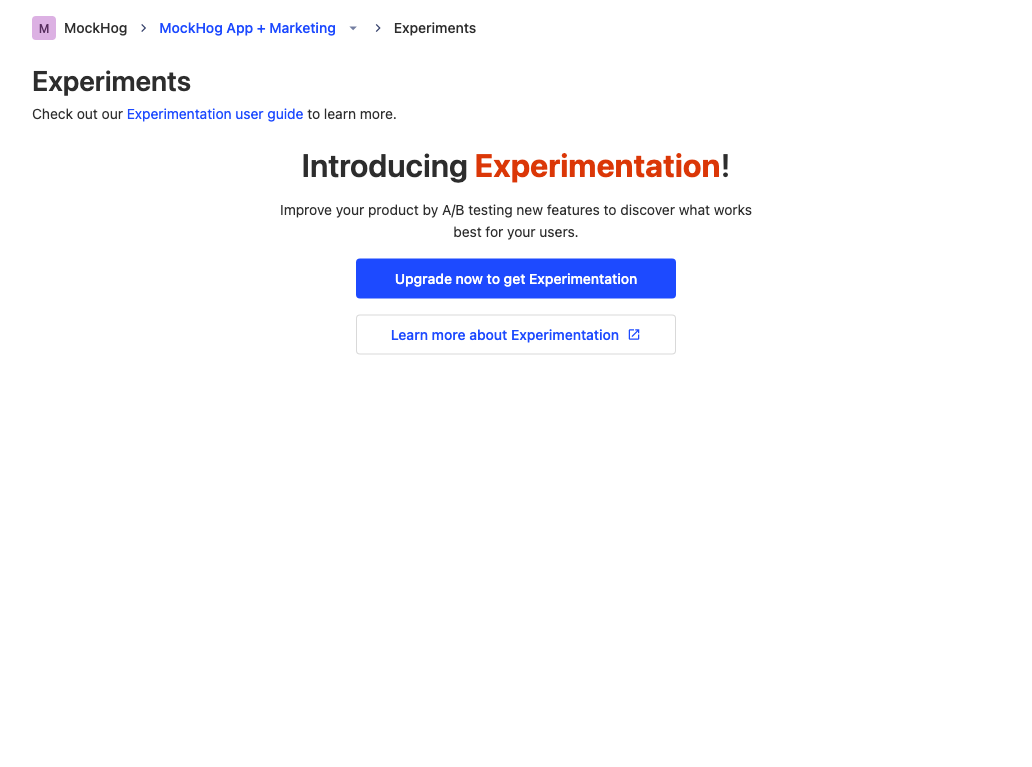 M MockHog MockHog App + Marketing Experiments
Experiments
Check out our Experimentation user guide to learn more.
Introducing Experimentation!
Improve your product by A/B testing new features to discover what works
best for your users.
Upgrade now to get Experimentation
Learn more about Experimentation